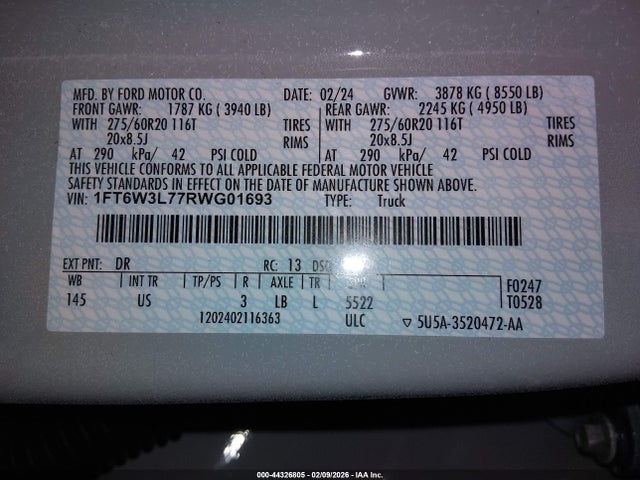 MFD. BY FORD MOTOR CO. DATE: 02/24 GVWR: 3878 KG ( 8550 LB)
FRONT GAWR: 1787 KG ( 3940 LB) REAR GAWR: 2245 KG ( 4950 LB)
WITH 275/60R20 116T TIRES WITH 275/60R20 116T TIRES
20x8.5J RIMS 20x8.5J RIMS
AT 290 kPa/ 42 PSI COLD AT 290 kPa/ 42 PSI COLD
THIS VEHICLE CONFORMS TO ALL APPLICABLE FEDERAL MOTOR VEHICLE
SAFETY STANDARDS IN EFFECT ON THE DATE OF MANUFACTURE SHOWN ABOVE.
VIN: 1FT6W3L77RWG01693 TYPE: Truck
EXT PNT: DR RC: 13 DSO:
WB INT TR TP/PS R AXLE TR SPR F0247
145 US 3 LB L 5522 T0528
1202402116363 ULC ▽ 5U5A-3520472-AA
000-44326805 - 02/09/2026 - IAA Inc.